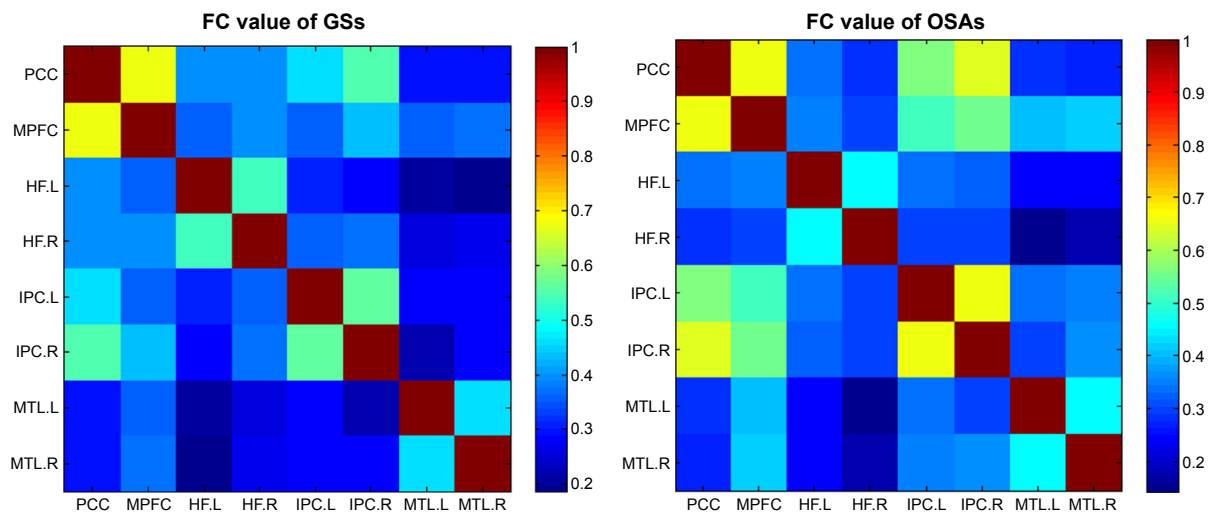 FC value of GSs
PCC
MPFC
HF.L
HF.R
IPC.L
IPC.R
MTL.L
MTL.R
PCC MPFC HF.L HF.R IPC.L IPC.R MTL.L MTL.R
1
0.9
0.8
0.7
0.6
0.5
0.4
0.3
0.2
FC value of OSAs
PCC
MPFC
HF.L
HF.R
IPC.L
IPC.R
MTL.L
MTL.R
PCC MPFC HF.L HF.R IPC.L IPC.R MTL.L MTL.R
1
0.9
0.8
0.7
0.6
0.5
0.4
0.3
0.2